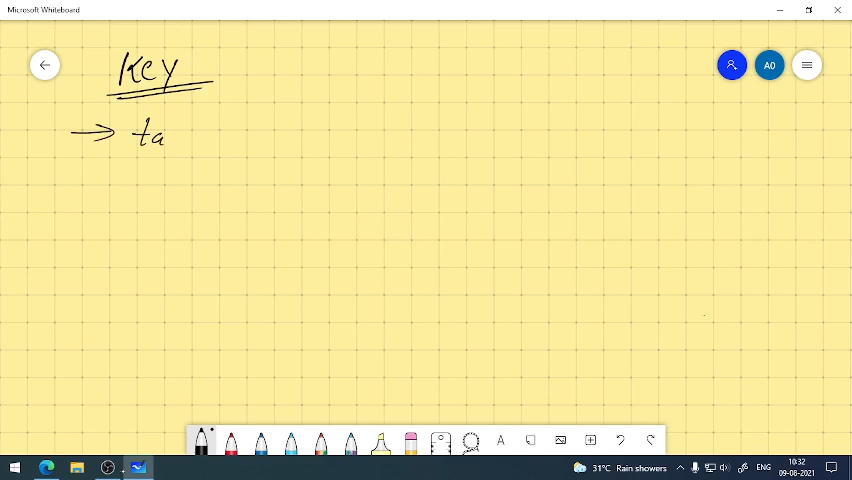 Microsoft Whiteboard
Key
→ ta
A0
A
31°C Rain showers
ENG
10:32
09-08-2021